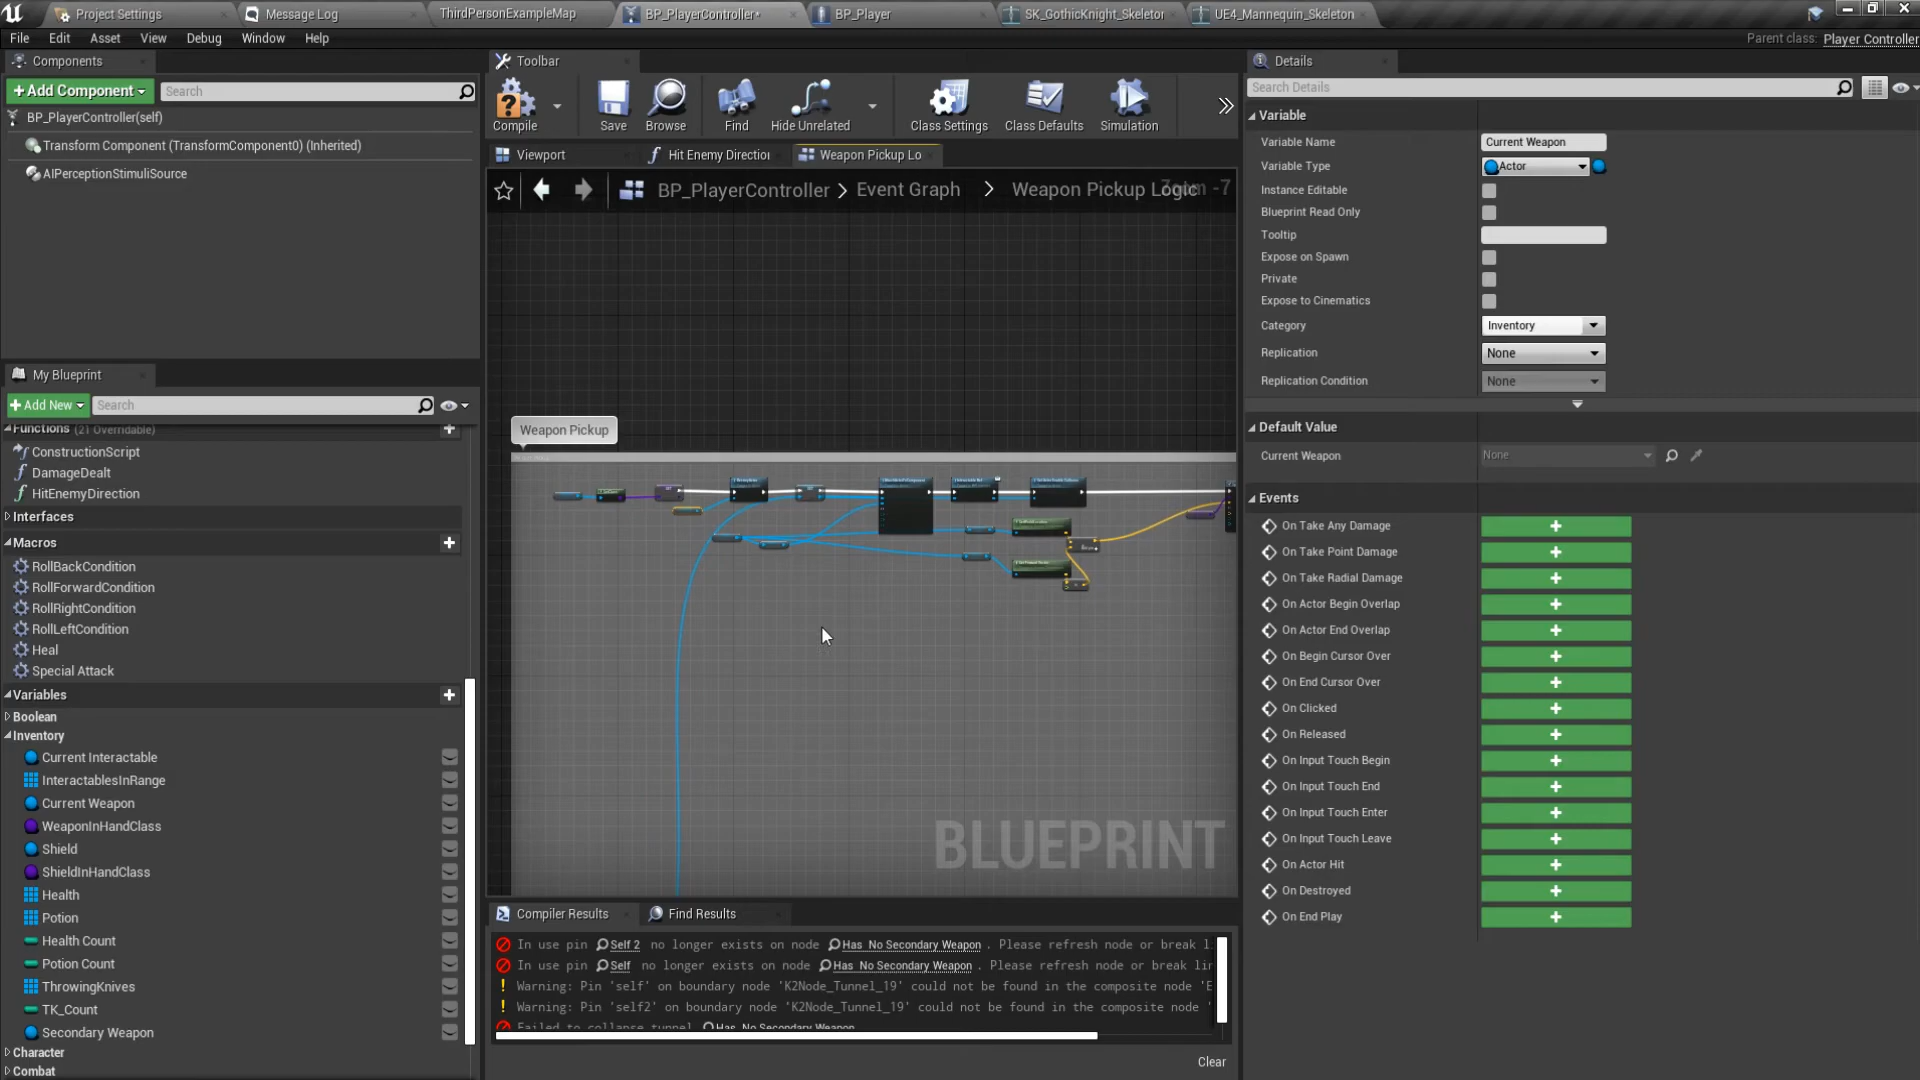 Project Settings
Message Log
ThirdPersonExampleMap
BP_PlayerController*
BP_Player
SK_GothicKnight_Skeletor
UE4_Mannequin_Skeleton
File Edit Asset View Debug Window Help
Parent class: Player Controller
Components
+Add Component
Search
BP_PlayerController(self)
Transform Component (TransformComponent0) (Inherited)
AIPerceptionStimuliSource
My Blueprint
+Add New
Search
Functions (21 Overridable)
ConstructionScript
DamageDealt
HitEnemyDirection
Interfaces
Macros
RollBackCondition
RollForwardCondition
RollRightCondition
RollLeftCondition
Heal
Special Attack
Variables
Boolean
Inventory
Current Interactable
InteractablesInRange
Current Weapon
WeaponInHandClass
Shield
ShieldInHandClass
Health
Potion
Health Count
Potion Count
ThrowingKnives
TK_Count
Secondary Weapon
Character
Combat
Toolbar
Compile
Save
Browse
Find
Hide Unrelated
Class Settings
Class Defaults
Simulation
Viewport
Hit Enemy Direction
Weapon Pickup Lo
BP_PlayerController > Event Graph > Weapon Pickup Logic
Zoom -7
Weapon Pickup
BLUEPRINT
Compiler Results
Find Results
In use pin Self 2 no longer exists on node Has No Secondary Weapon . Please refresh node or break l
In use pin Self no longer exists on node Has No Secondary Weapon . Please refresh node or break lin
! Warning: Pin 'self' on boundary node 'K2Node_Tunnel_19' could not be found in the composite node 'E
! Warning: Pin 'self2' on boundary node 'K2Node_Tunnel_19' could not be found in the composite node '
Failed to collapse tunnel Has No Secondary Weapon
Clear
Details
Search Details
Variable
Variable Name Current Weapon
Variable Type Actor
Instance Editable
Blueprint Read Only
Tooltip
Expose on Spawn
Private
Expose to Cinematics
Category Inventory
Replication None
Replication Condition None
Default Value
Current Weapon None
Events
On Take Any Damage +
On Take Point Damage +
On Take Radial Damage +
On Actor Begin Overlap +
On Actor End Overlap +
On Begin Cursor Over +
On End Cursor Over +
On Clicked +
On Released +
On Input Touch Begin +
On Input Touch End +
On Input Touch Enter +
On Input Touch Leave +
On Actor Hit +
On Destroyed +
On End Play +